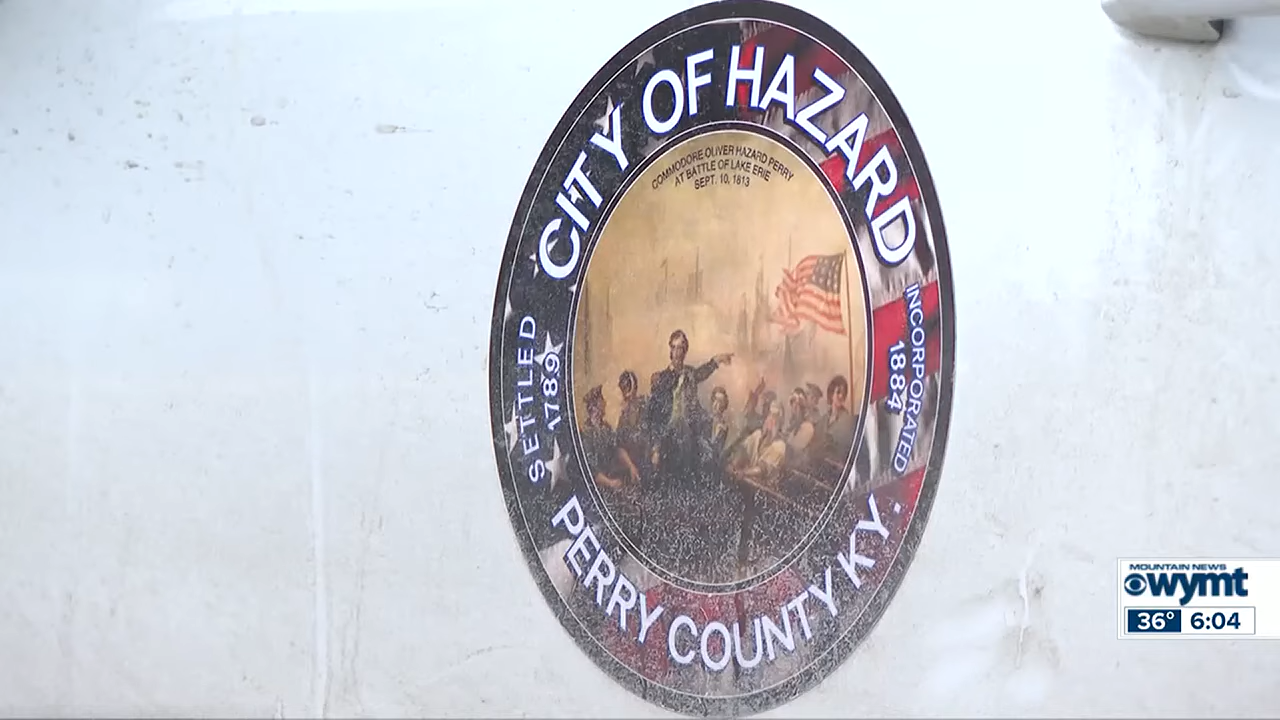 CITY OF HAZARD
COMMODORE OLIVER HAZARD PERRY
AT BATTLE OF LAKE ERIE
SEPT. 10, 1813
SETTLED
1789
INCORPORATED
1884
PERRY COUNTY KY.
MOUNTAIN NEWS
wymt
36° 6:04